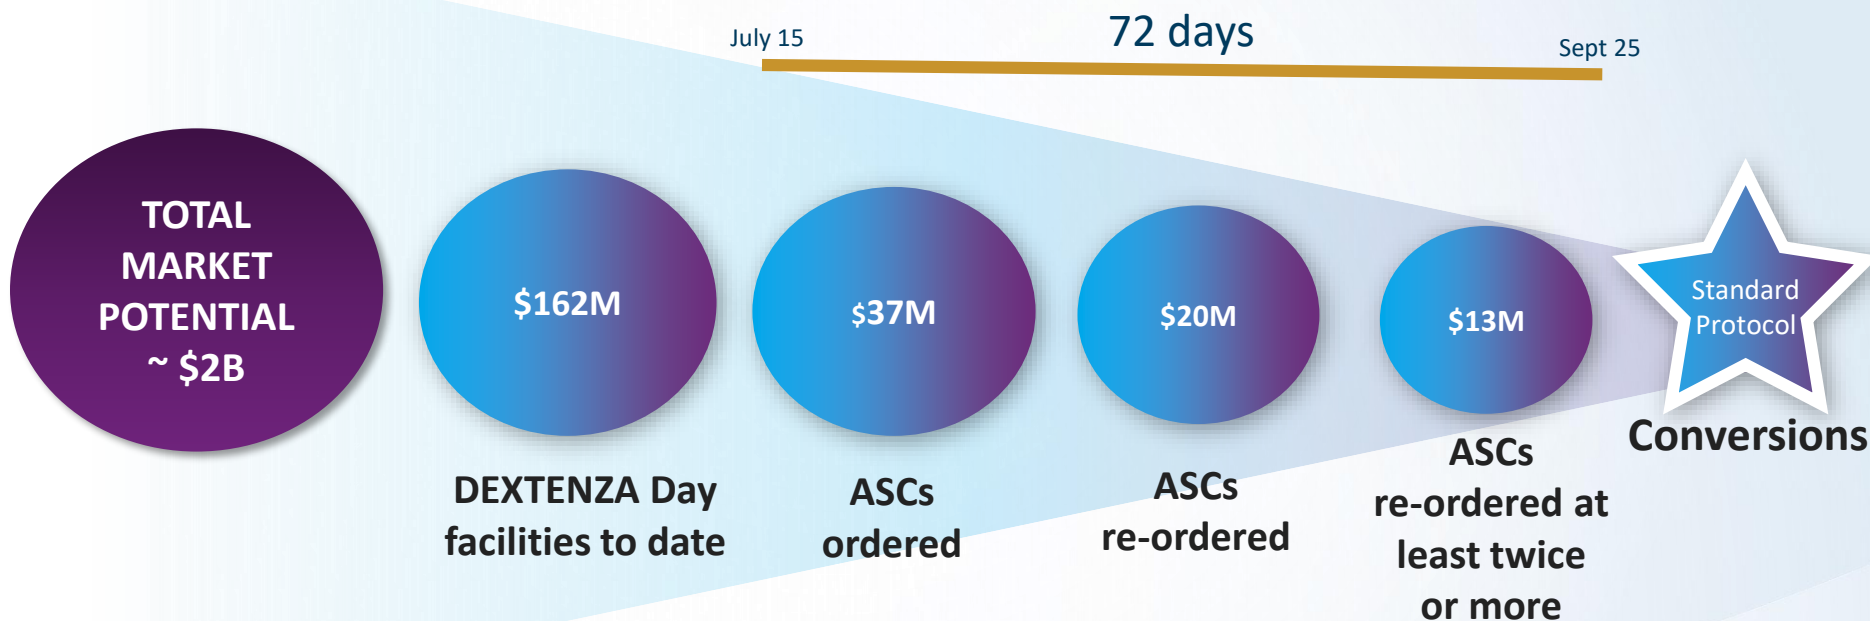 July 15
72 days
Sept 25
TOTAL
MARKET
POTENTIAL
~ $2B
$162M
$37M
$20M
$13M
Standard
Protocol
DEXTENZA Day
facilities to date
ASCs
ordered
ASCs
re-ordered
ASCs
re-ordered at
least twice
or more
Conversions